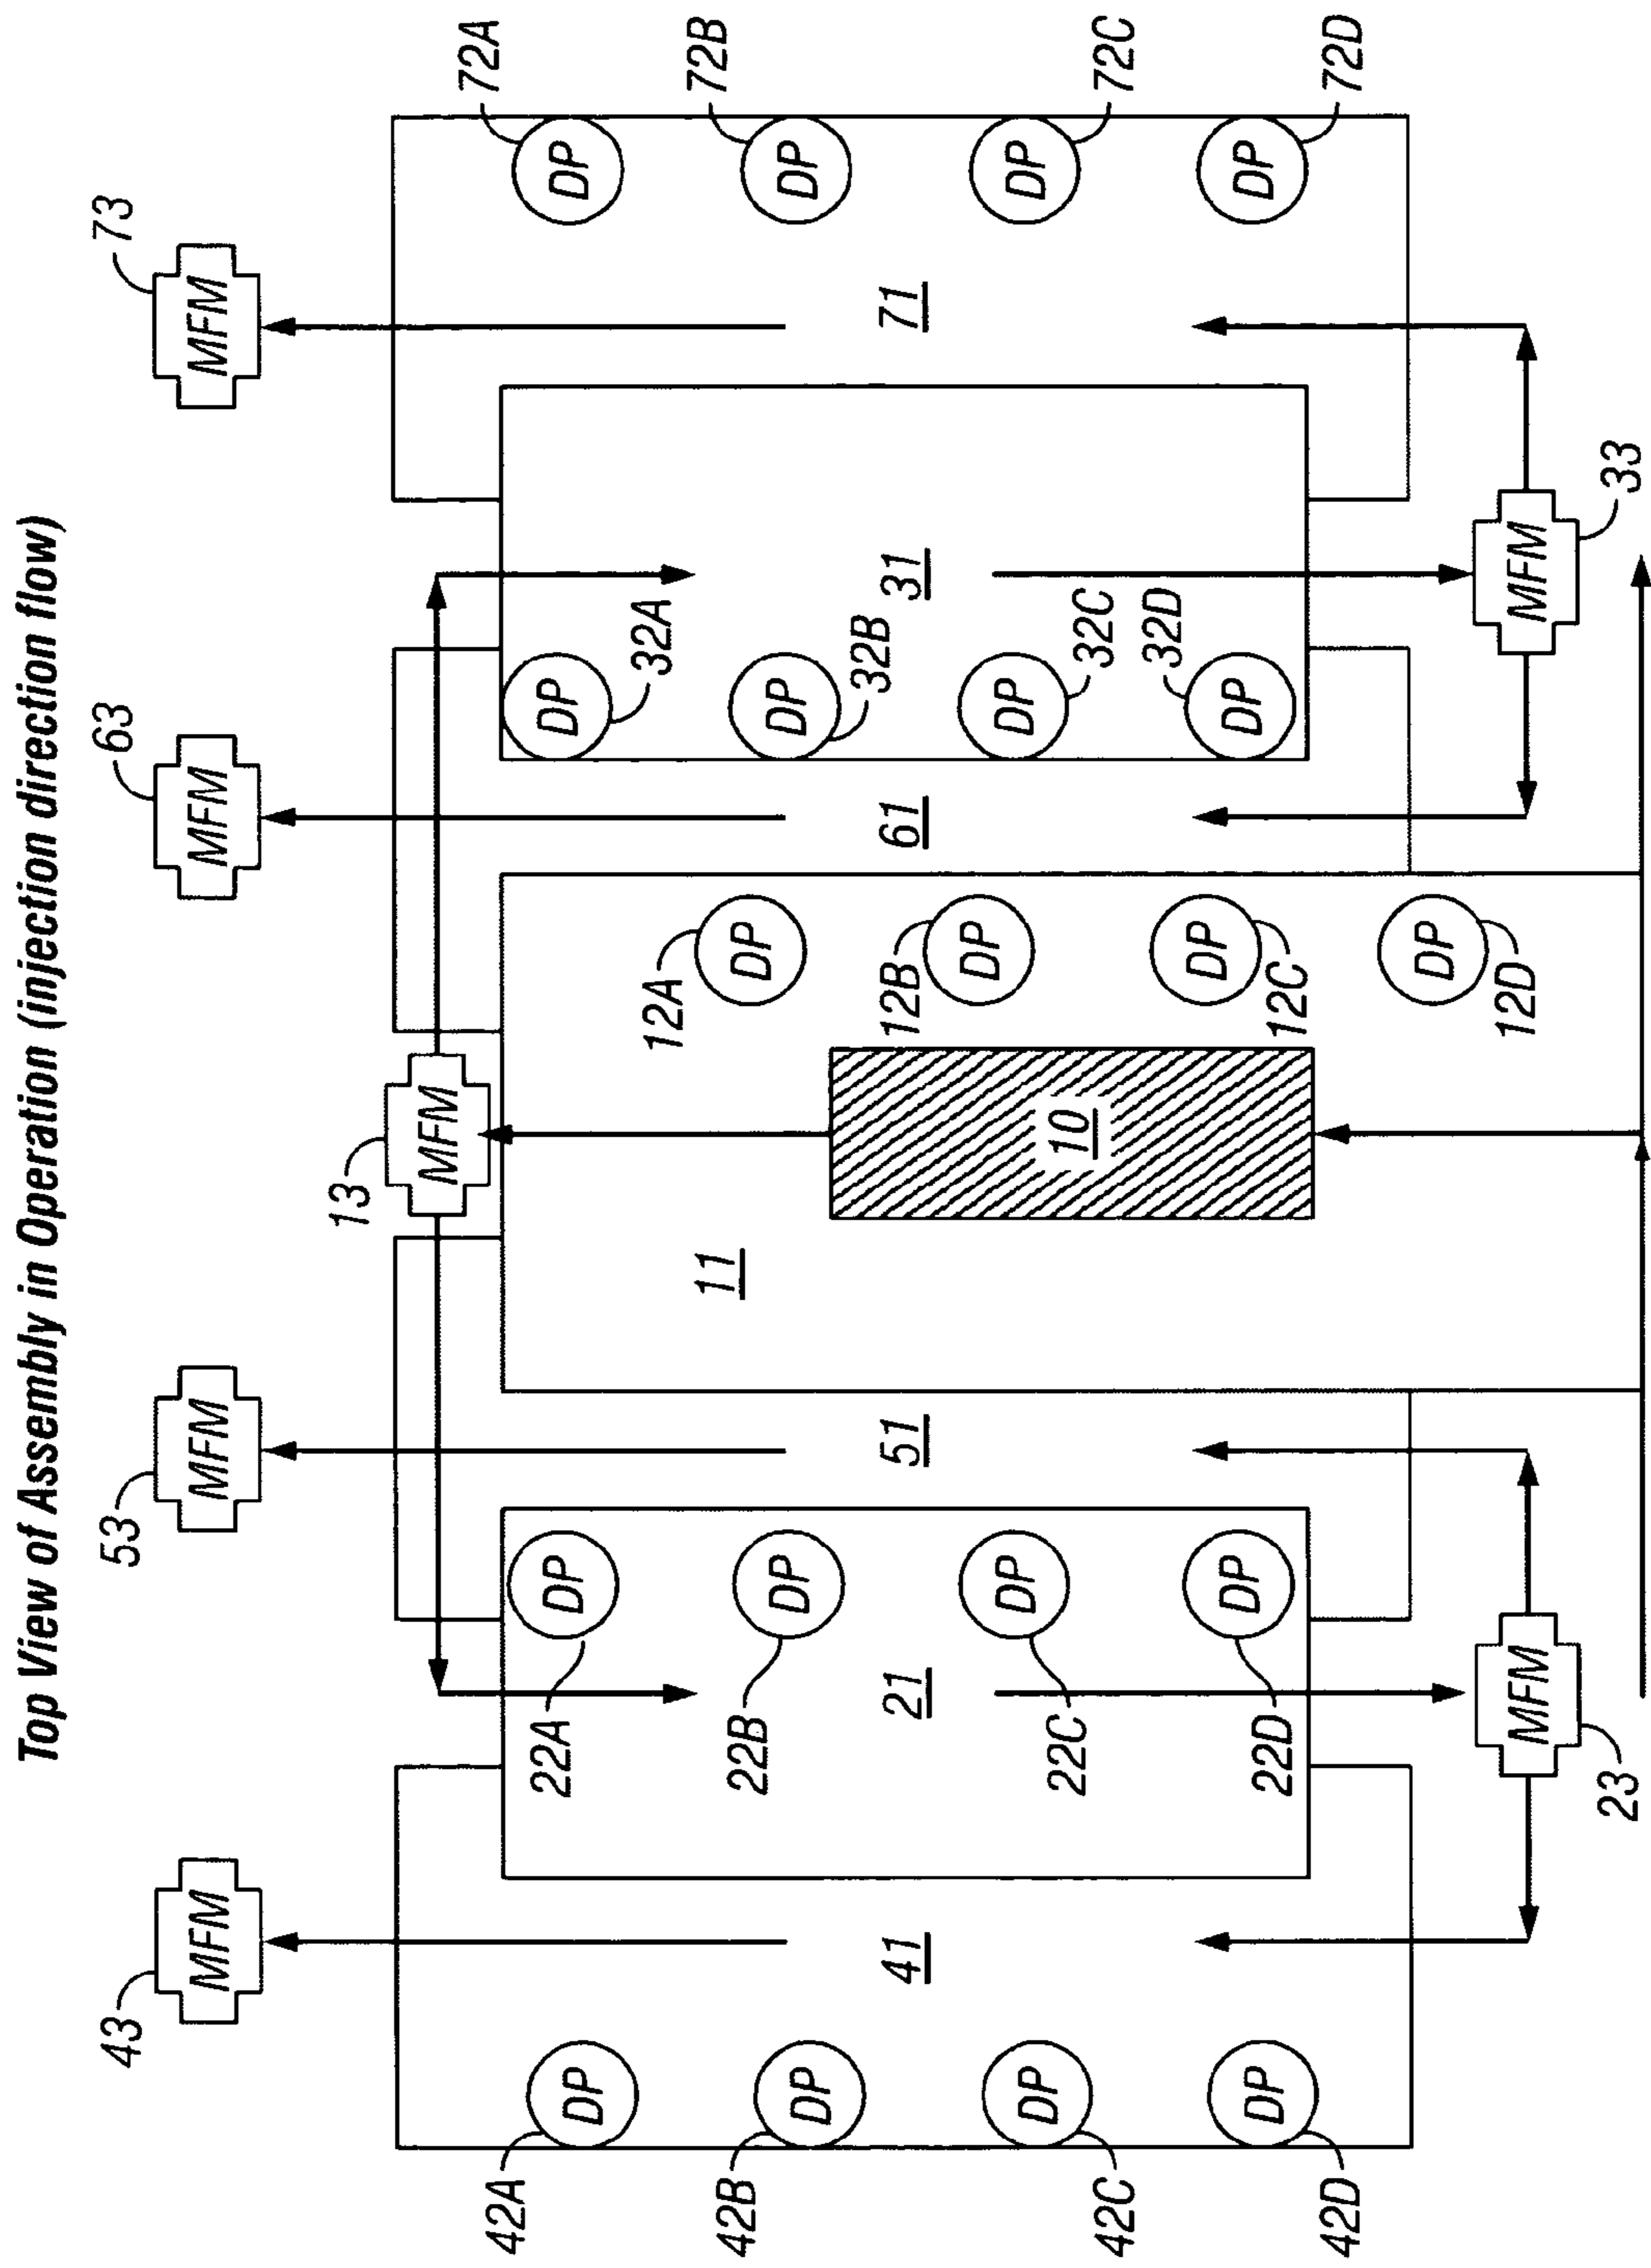 Top View of Assembly in Operation (injection direction flow)
43 53 63 73
MFM MFM MFM MFM
13
MFM
42A 72A
22A
DP DP DP DP
12A 32A
42B 11 72B
22B DP
DP DP DP DP
32B
41 21 51 12B 61 31 71
DP
DP DP DP DP
22C 10 32C
42C 72C
32D
DP
DP DP DP DP
22D 12C
42D 72D
DP
12D
MFM MFM
23 33